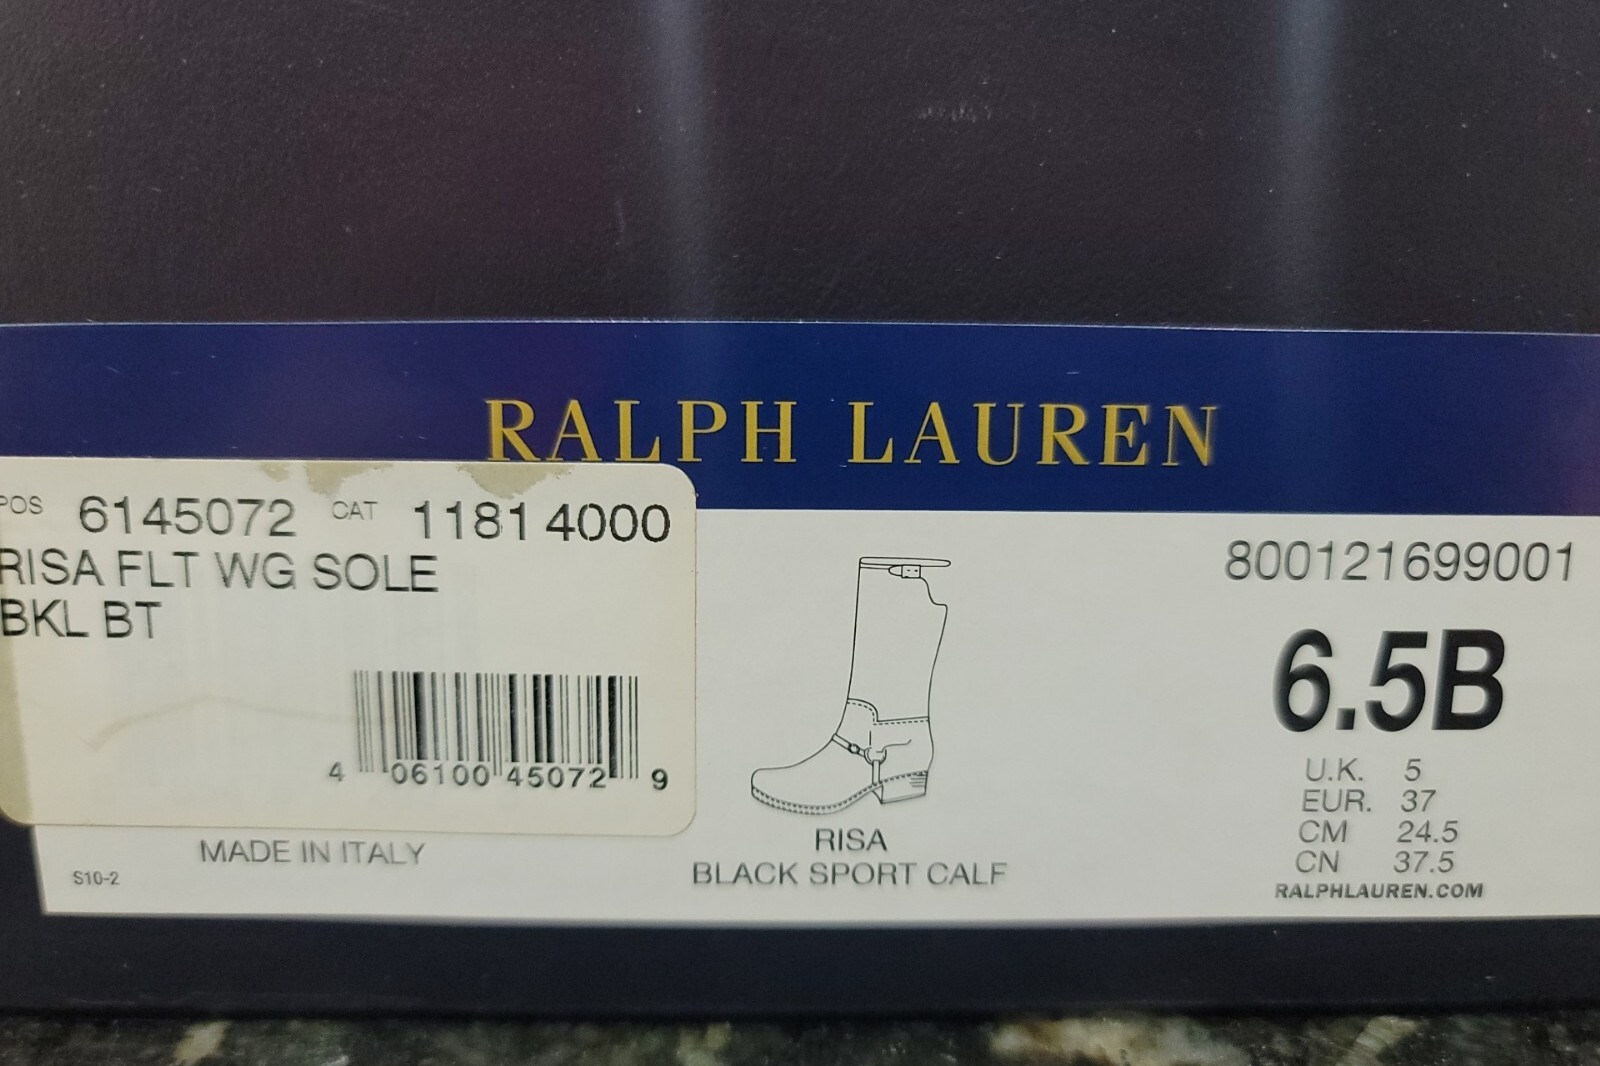 RALPH LAUREN
POS 6145072 CAT 1181 4000
RISA FLT WG SOLE
BKL BT
4 06100 45072 9
MADE IN ITALY
S10-2
RISA
BLACK SPORT CALF
800121699001
6.5B
U.K. 5
EUR. 37
CM 24.5
CN 37.5
RALPHLAUREN.COM